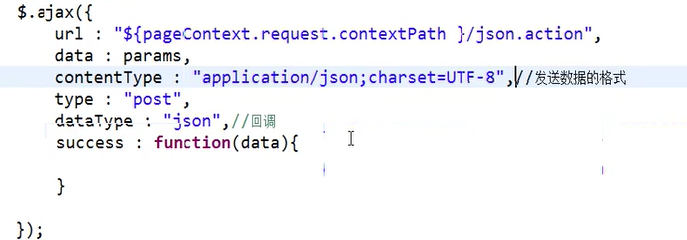 $.ajax({
url : "${pageContext.request.contextPath }/json.action",
data : params,
contentType : "application/json;charset=UTF-8",//发送数据的格式
type : "post",
dataType : "json",//回调
success : function(data){
}
});